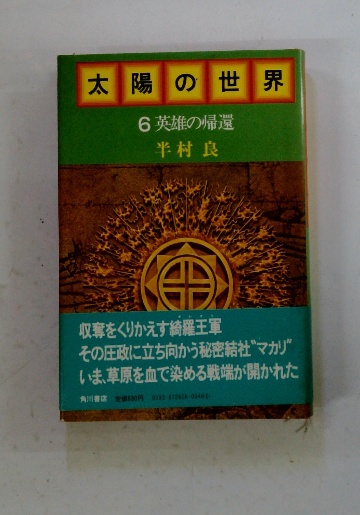 太陽の世界
6 英雄の帰還
半村 良
収奪をくりかえす綺羅王軍
その圧政に立ち向かう秘密結社"マカリ"
いま、草原を血で染める戦端が開かれた
角川書店